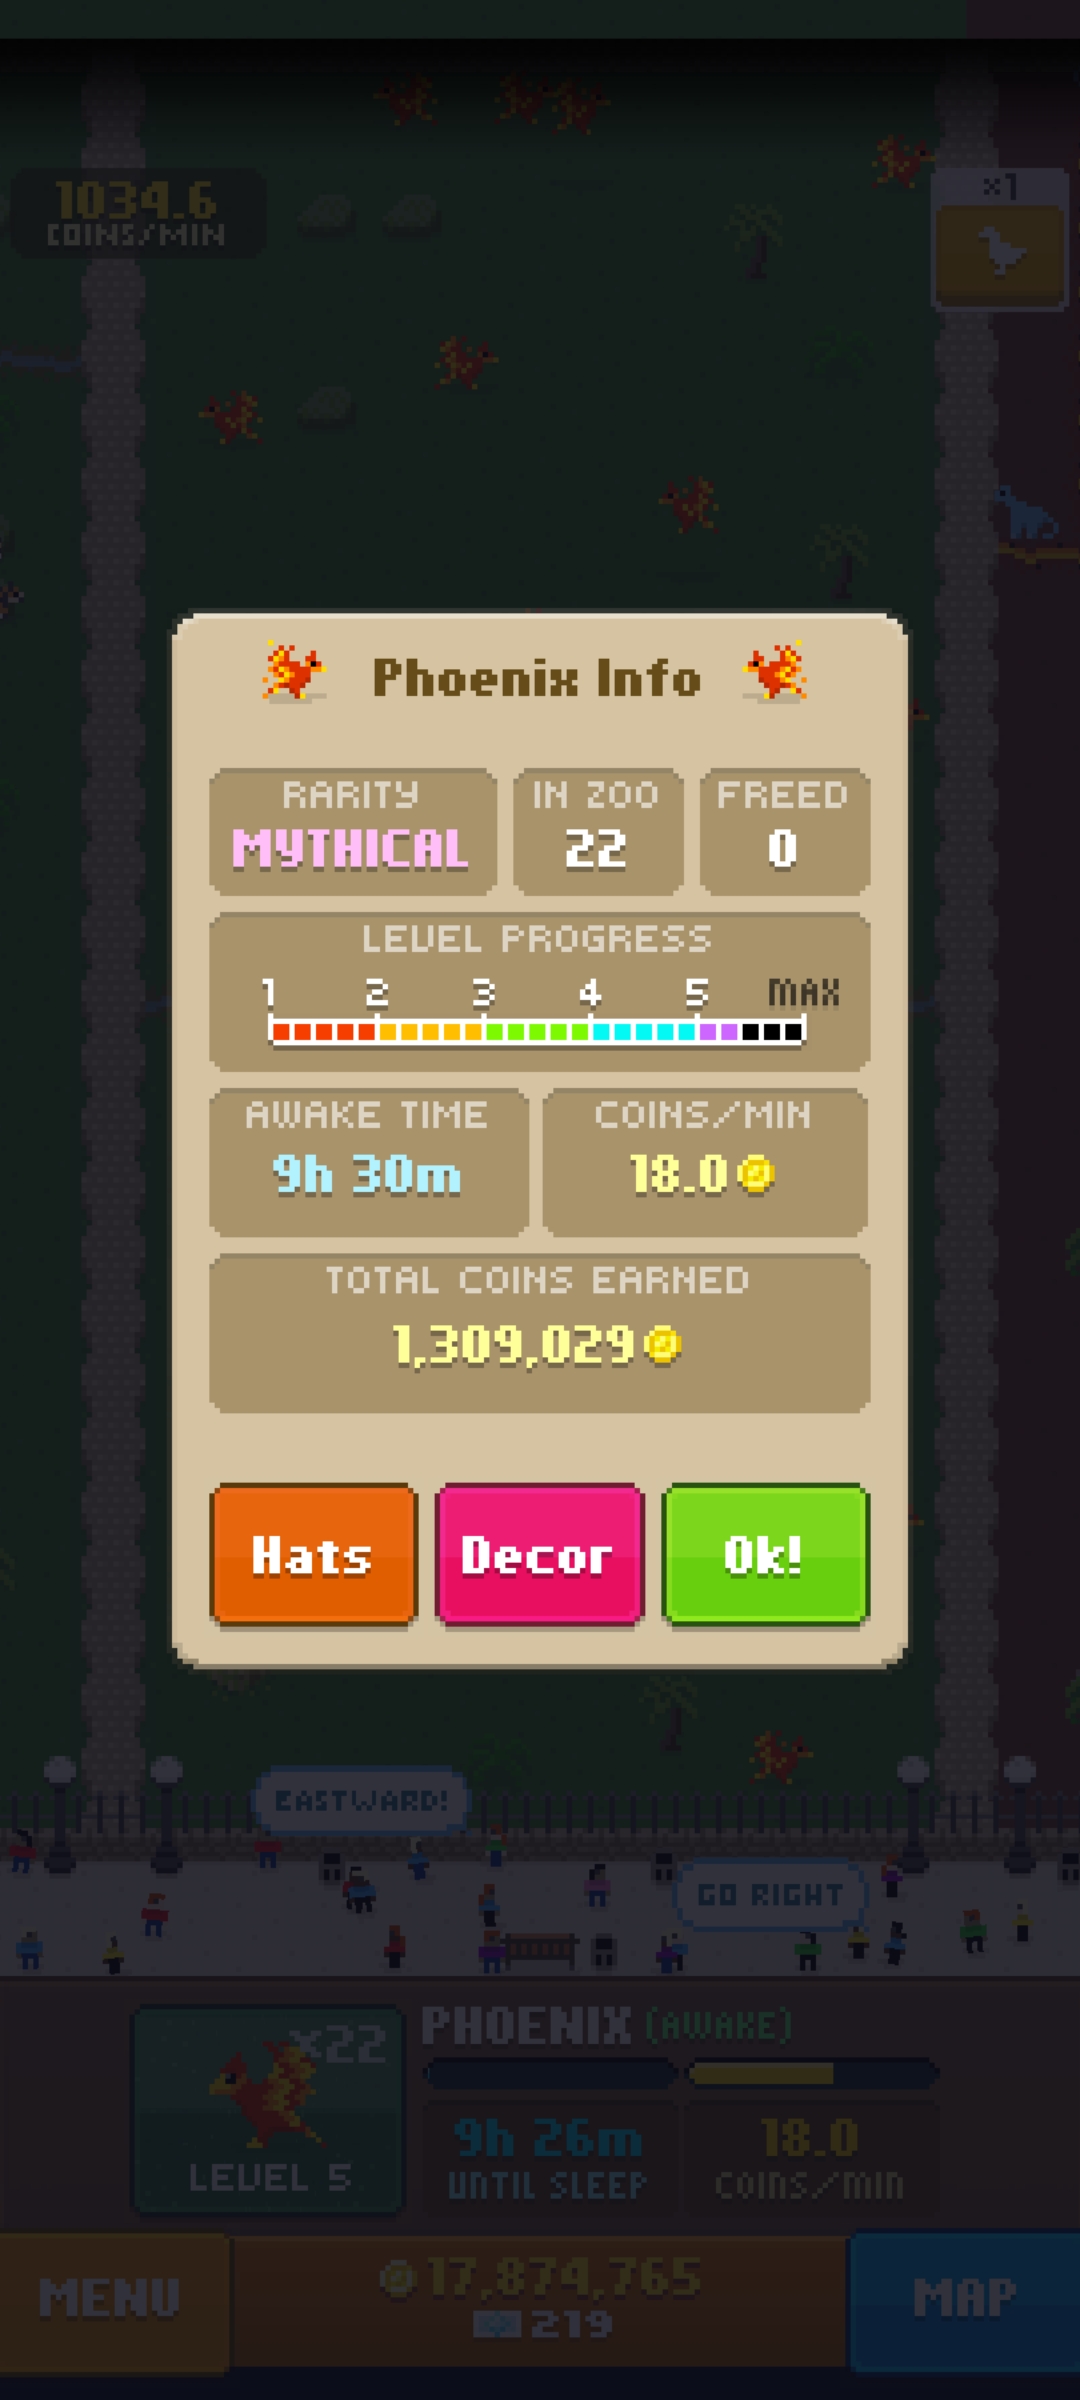 1034.6
COINS/MIN
x1
Phoenix Info
RARITY
MYTHICAL
IN ZOO
22
FREED
0
LEVEL PROGRESS
1 2 3 4 5 MAX
AWAKE TIME
9h 30m
COINS/MIN
18.0
TOTAL COINS EARNED
1,309,029
Hats
Decor
Ok!
EASTWARD!
GO RIGHT
x22
LEVEL 5
PHOENIX (AWAKE)
9h 26m
UNTIL SLEEP
18.0
COINS/MIN
MENU
17,874,765
219
MAP